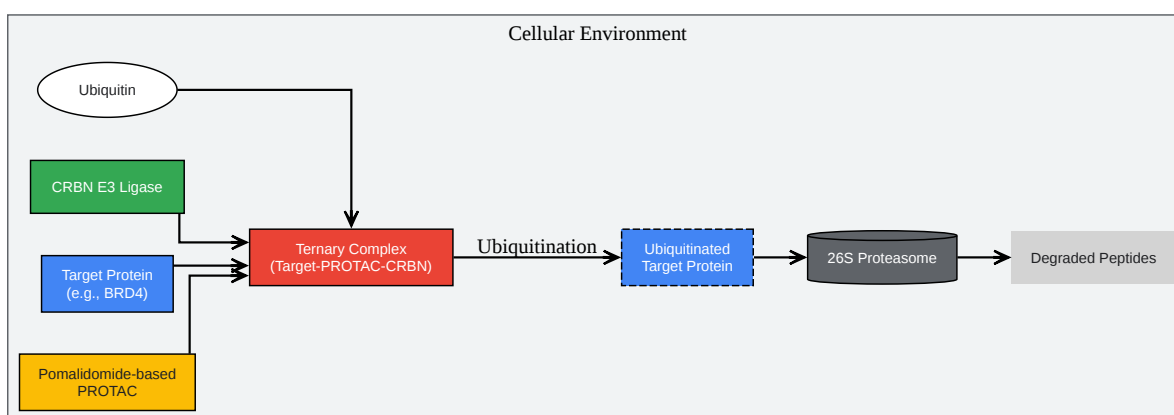 Cellular Environment
Ubiquitin
CRBN E3 Ligase
Target Protein
(e.g., BRD4)
Pomalidomide-based
PROTAC
Ternary Complex
(Target-PROTAC-CRBN)
Ubiquitination
Ubiquitinated
Target Protein
26S Proteasome
Degraded Peptides